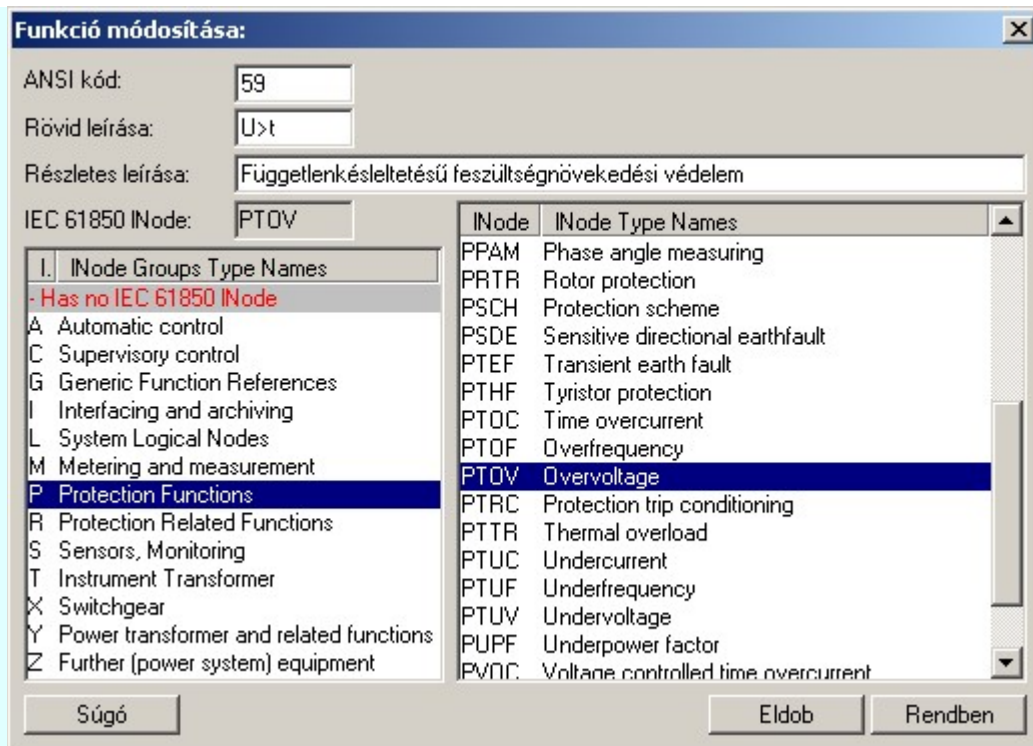 Funkció módosítása:
ANSI kód: 59
Rövid leírása: U>t
Részletes leírása: Függetlenkésleltetésű feszültségnövekedési védelem
IEC 61850 lNode: PTOV
l. lNode Groups Type Names
- Has no IEC 61850 lNode
A Automatic control
C Supervisory control
G Generic Function References
I Interfacing and archiving
L System Logical Nodes
M Metering and measurement
P Protection Functions
R Protection Related Functions
S Sensors, Monitoring
T Instrument Transformer
X Switchgear
Y Power transformer and related functions
Z Further (power system) equipment
lNode lNode Type Names
PPAM Phase angle measuring
PRTR Rotor protection
PSCH Protection scheme
PSDE Sensitive directional earthfault
PTEF Transient earth fault
PTHF Tyristor protection
PTOC Time overcurrent
PTOF Overfrequency
PTOV Overvoltage
PTRC Protection trip conditioning
PTTR Thermal overload
PTUC Undercurrent
PTUF Underfrequency
PTUV Undervoltage
PUPF Underpower factor
PVOC Voltage controlled time overcurrent
Súgó
Eldob
Rendben